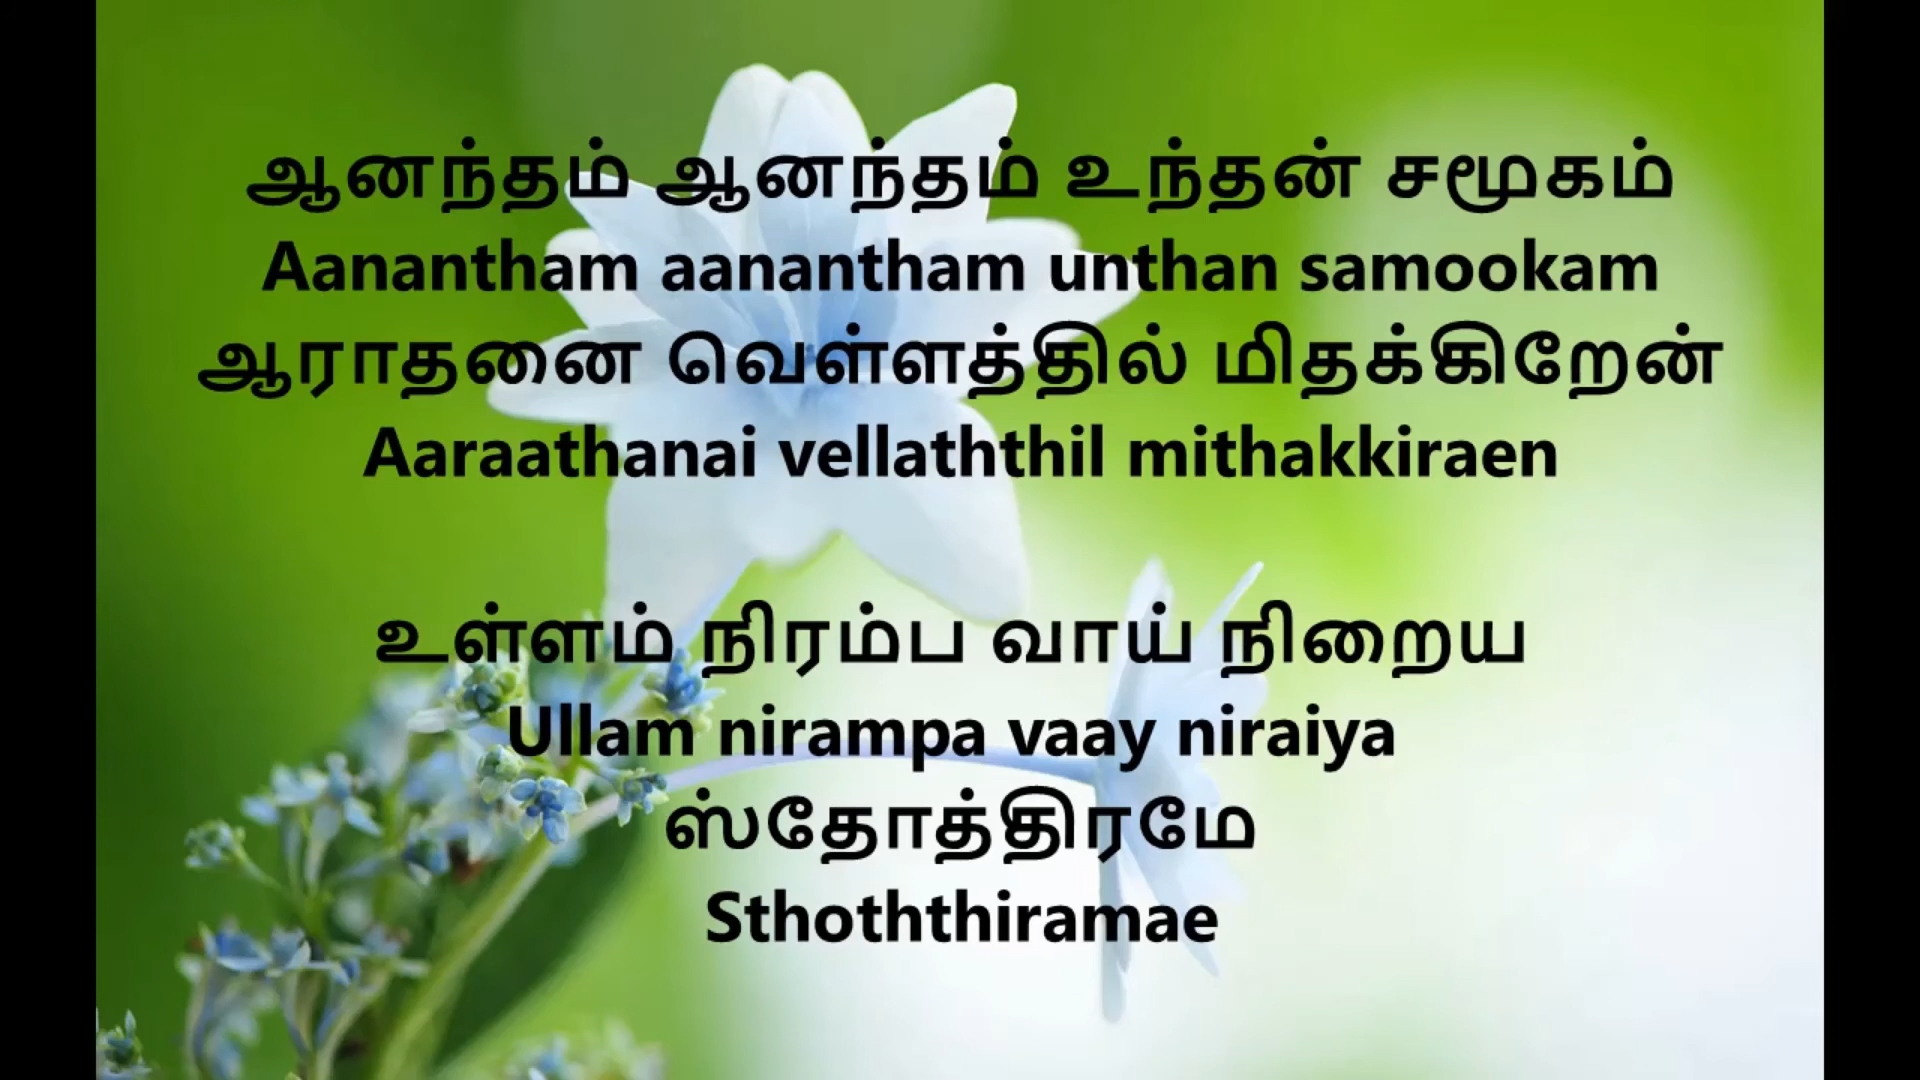 ஆனந்தம் ஆனந்தம் உந்தன் சமூகம்
Aanantham aanantham unthan samookam
ஆராதனை வெள்ளத்தில் மிதக்கிறேன்
Aaraathanai vellaththil mithakkiraen
உள்ளம் நிரம்ப வாய் நிறைய
Ullam nirampa vaay niraiya
ஸ்தோத்திரமே
Sthoththiramae